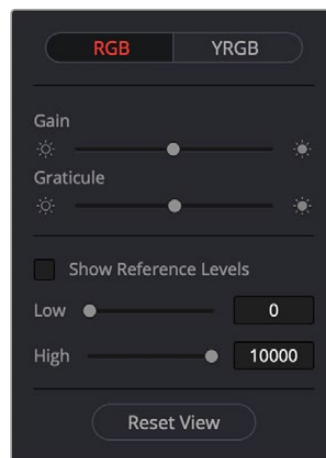 RGB YRGB
Gain
Graticule
Show Reference Levels
Low 0
High 10000
Reset View